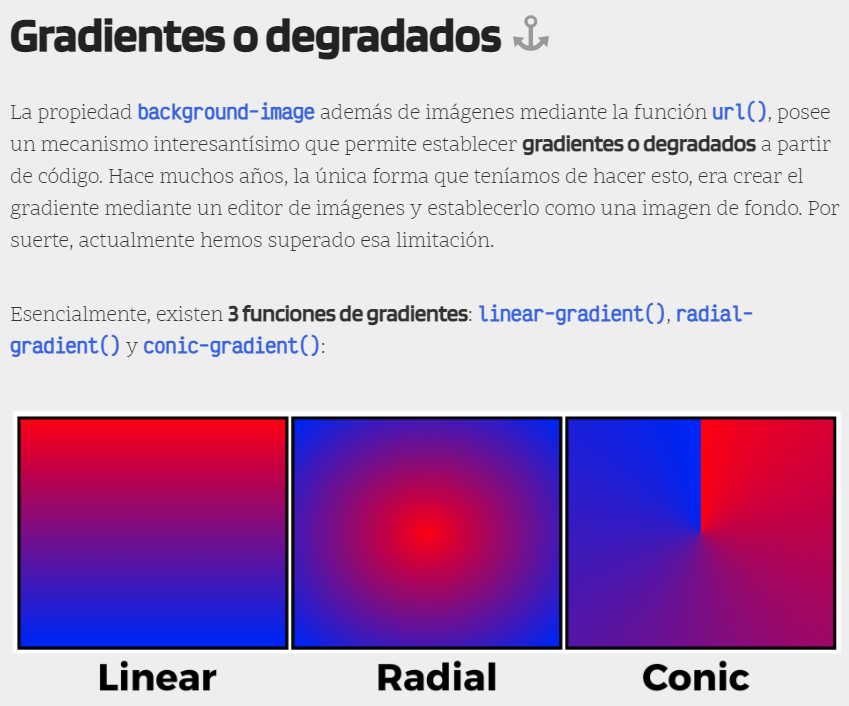 Gradientes o degradados
La propiedad background-image además de imágenes mediante la función url(), posee
un mecanismo interesantísimo que permite establecer gradientes o degradados a partir
de código. Hace muchos años, la única forma que teníamos de hacer esto, era crear el
gradiente mediante un editor de imágenes y establecerlo como una imagen de fondo. Por
suerte, actualmente hemos superado esa limitación.
Esencialmente, existen 3 funciones de gradientes: linear-gradient(), radial-
gradient() y conic-gradient():
Linear Radial Conic